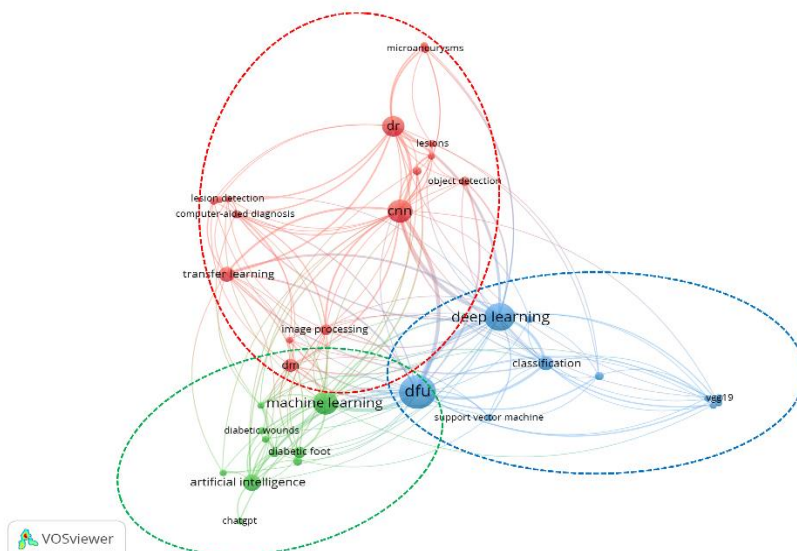 microaneurysms
dr
lesions
object detection
lesion detection
computer-aided diagnosis
cnn
transfer learning
deep learning
image processing
classification
dm
dfu
vgg19
machine learning
support vector machine
diabetic wounds
diabetic foot
artificial intelligence
chatgpt
VOSviewer